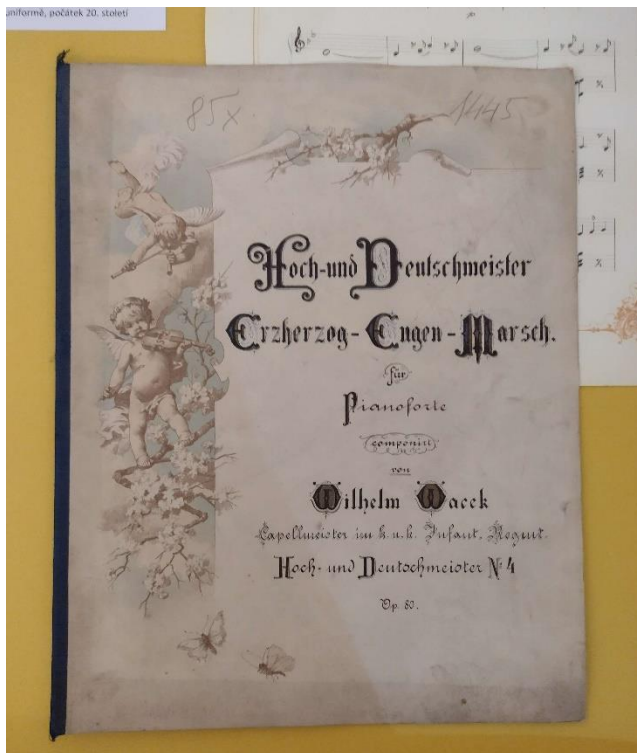 uniformě, počátek 20. století
85x
1445
Hoch-und Deutschmeister
Erzherzog-Eugen-Marsch.
für
Pianoforte
componirt
von
Wilhelm Wacek
Capellmeister im k. u. k. Infant. Regmt.
Hoch- und Deutschmeister No 4
Op. 80.